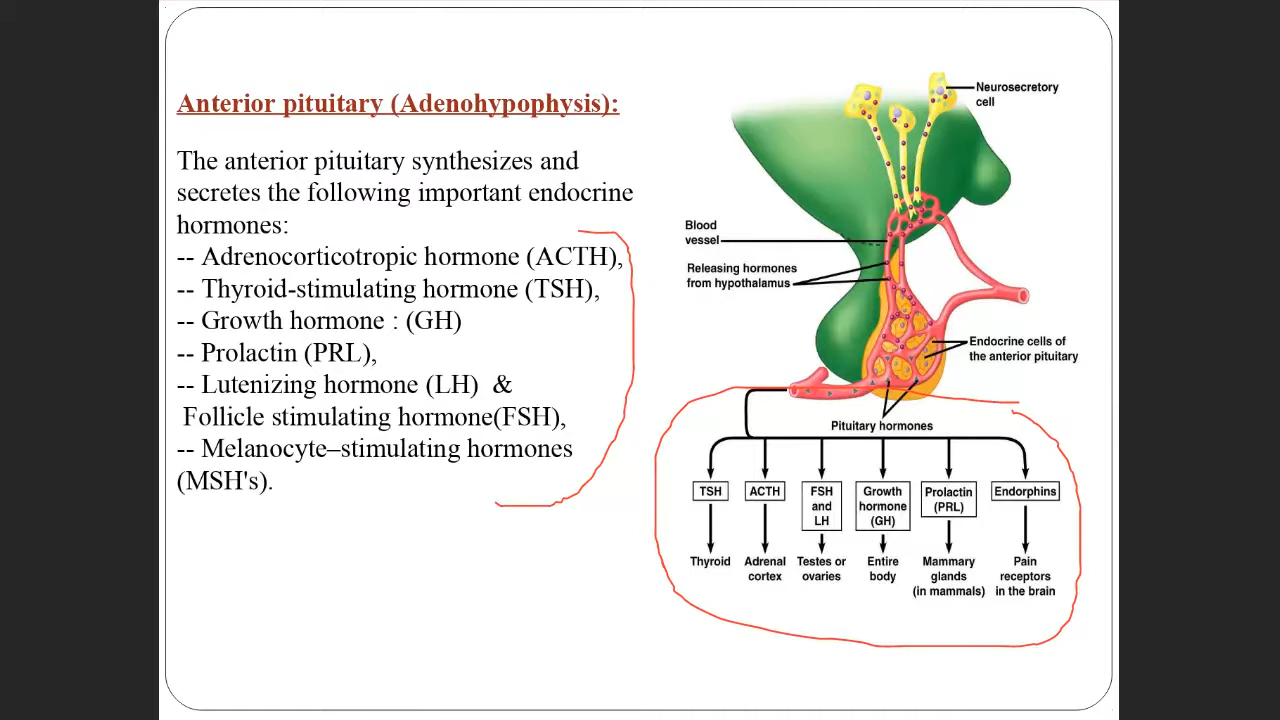 Anterior pituitary (Adenohypophysis):
The anterior pituitary synthesizes and
secretes the following important endocrine
hormones:
-- Adrenocorticotropic hormone (ACTH),
-- Thyroid-stimulating hormone (TSH),
-- Growth hormone : (GH)
-- Prolactin (PRL),
-- Lutenizing hormone (LH)  &
Follicle stimulating hormone(FSH),
-- Melanocyte–stimulating hormones
(MSH's).
Neurosecretory
cell
Blood
vessel
Releasing hormones
from hypothalamus
Endocrine cells of
the anterior pituitary
Pituitary hormones
TSH
ACTH
FSH
and
LH
Growth
hormone
(GH)
Prolactin
(PRL)
Endorphins
Thyroid
Adrenal
cortex
Testes or
ovaries
Entire
body
Mammary
glands
(in mammals)
Pain
receptors
in the brain